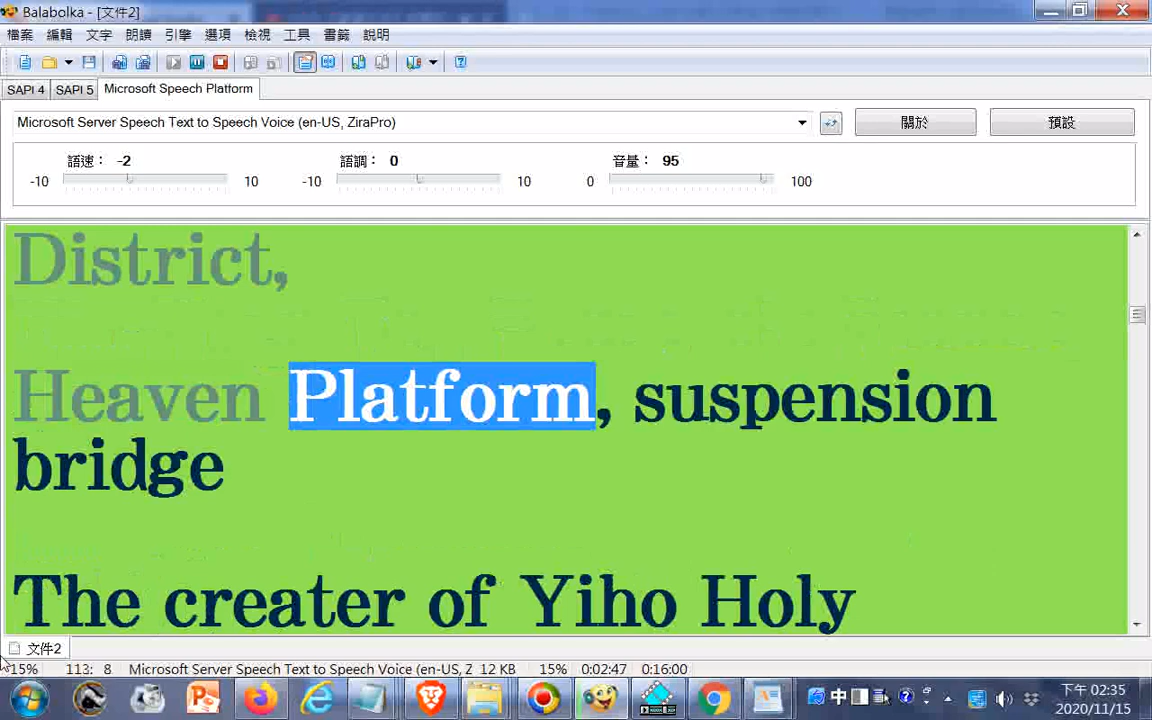 Balabolka - [文件2]
檔案 編輯 文字 朗讀 引擎 選項 檢視 工具 書籤 說明
SAPI 4 SAPI 5 Microsoft Speech Platform
Microsoft Server Speech Text to Speech Voice (en-US, ZiraPro) 關於 預設
語速： -2 語調： 0 音量： 95
-10 10 -10 10 0 100
District,
Heaven Platform, suspension
bridge
The creater of Yiho Holy
文件2
15% 113: 8 Microsoft Server Speech Text to Speech Voice (en-US, Z 12 KB 15% 0:02:47 0:16:00
中 下午 02:35
2020/11/15